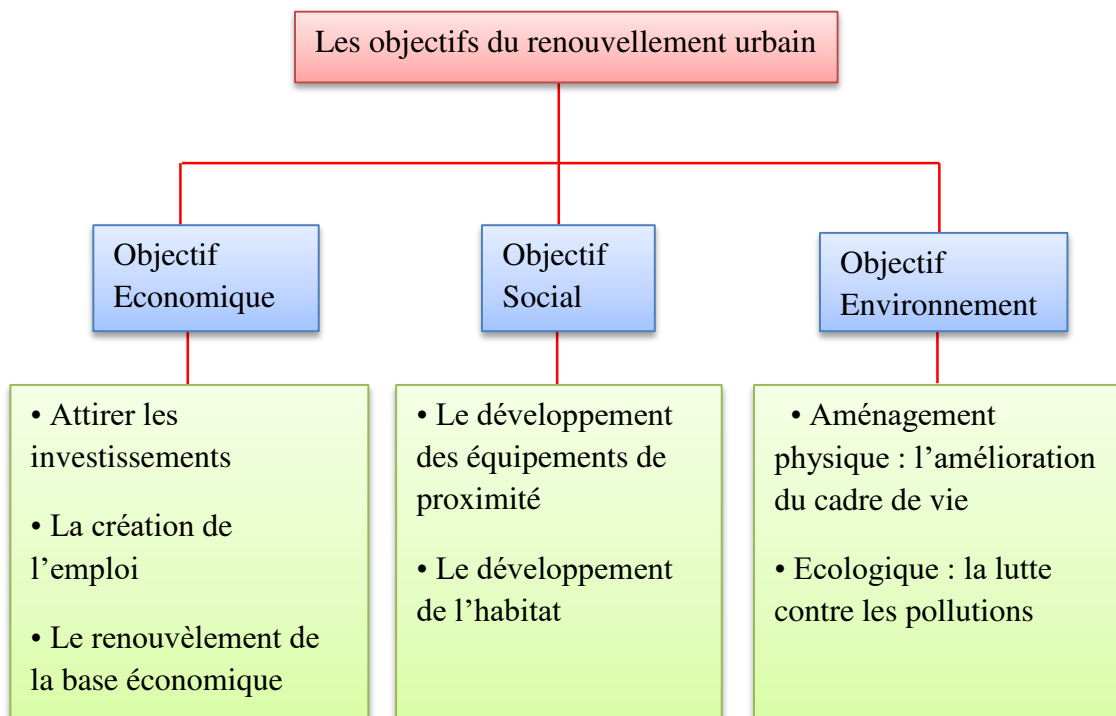 Les objectifs du renouvellement urbain
Objectif
Economique
Objectif
Social
Objectif
Environnement
• Attirer les
investissements
• La création de
l’emploi
• Le renouvèlement de
la base économique
• Le développement
des équipements de
proximité
• Le développement
de l’habitat
• Aménagement
physique : l’amélioration
du cadre de vie
• Ecologique : la lutte
contre les pollutions